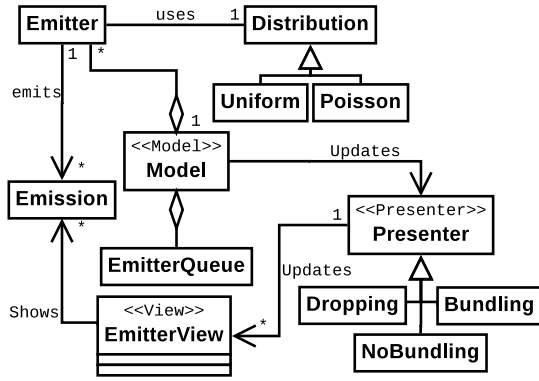 Emitter
uses
1
Distribution
1
*
emits
Uniform
Poisson
1
<<Model>>
Model
Updates
*
Emission
*
<<Presenter>>
Presenter
1
EmitterQueue
Updates
Dropping
Bundling
Shows
<<View>>
EmitterView
*
NoBundling